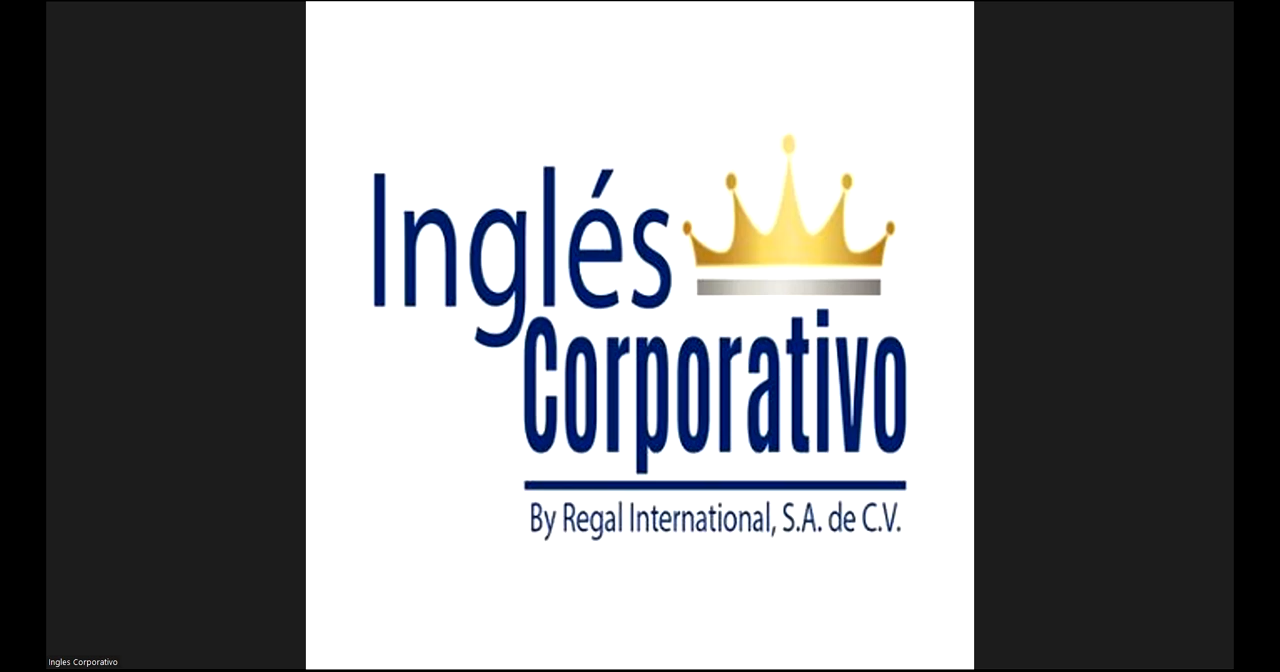 Inglés
Corporativo
By Regal International, S.A. de C.V.
Ingles Corporativo